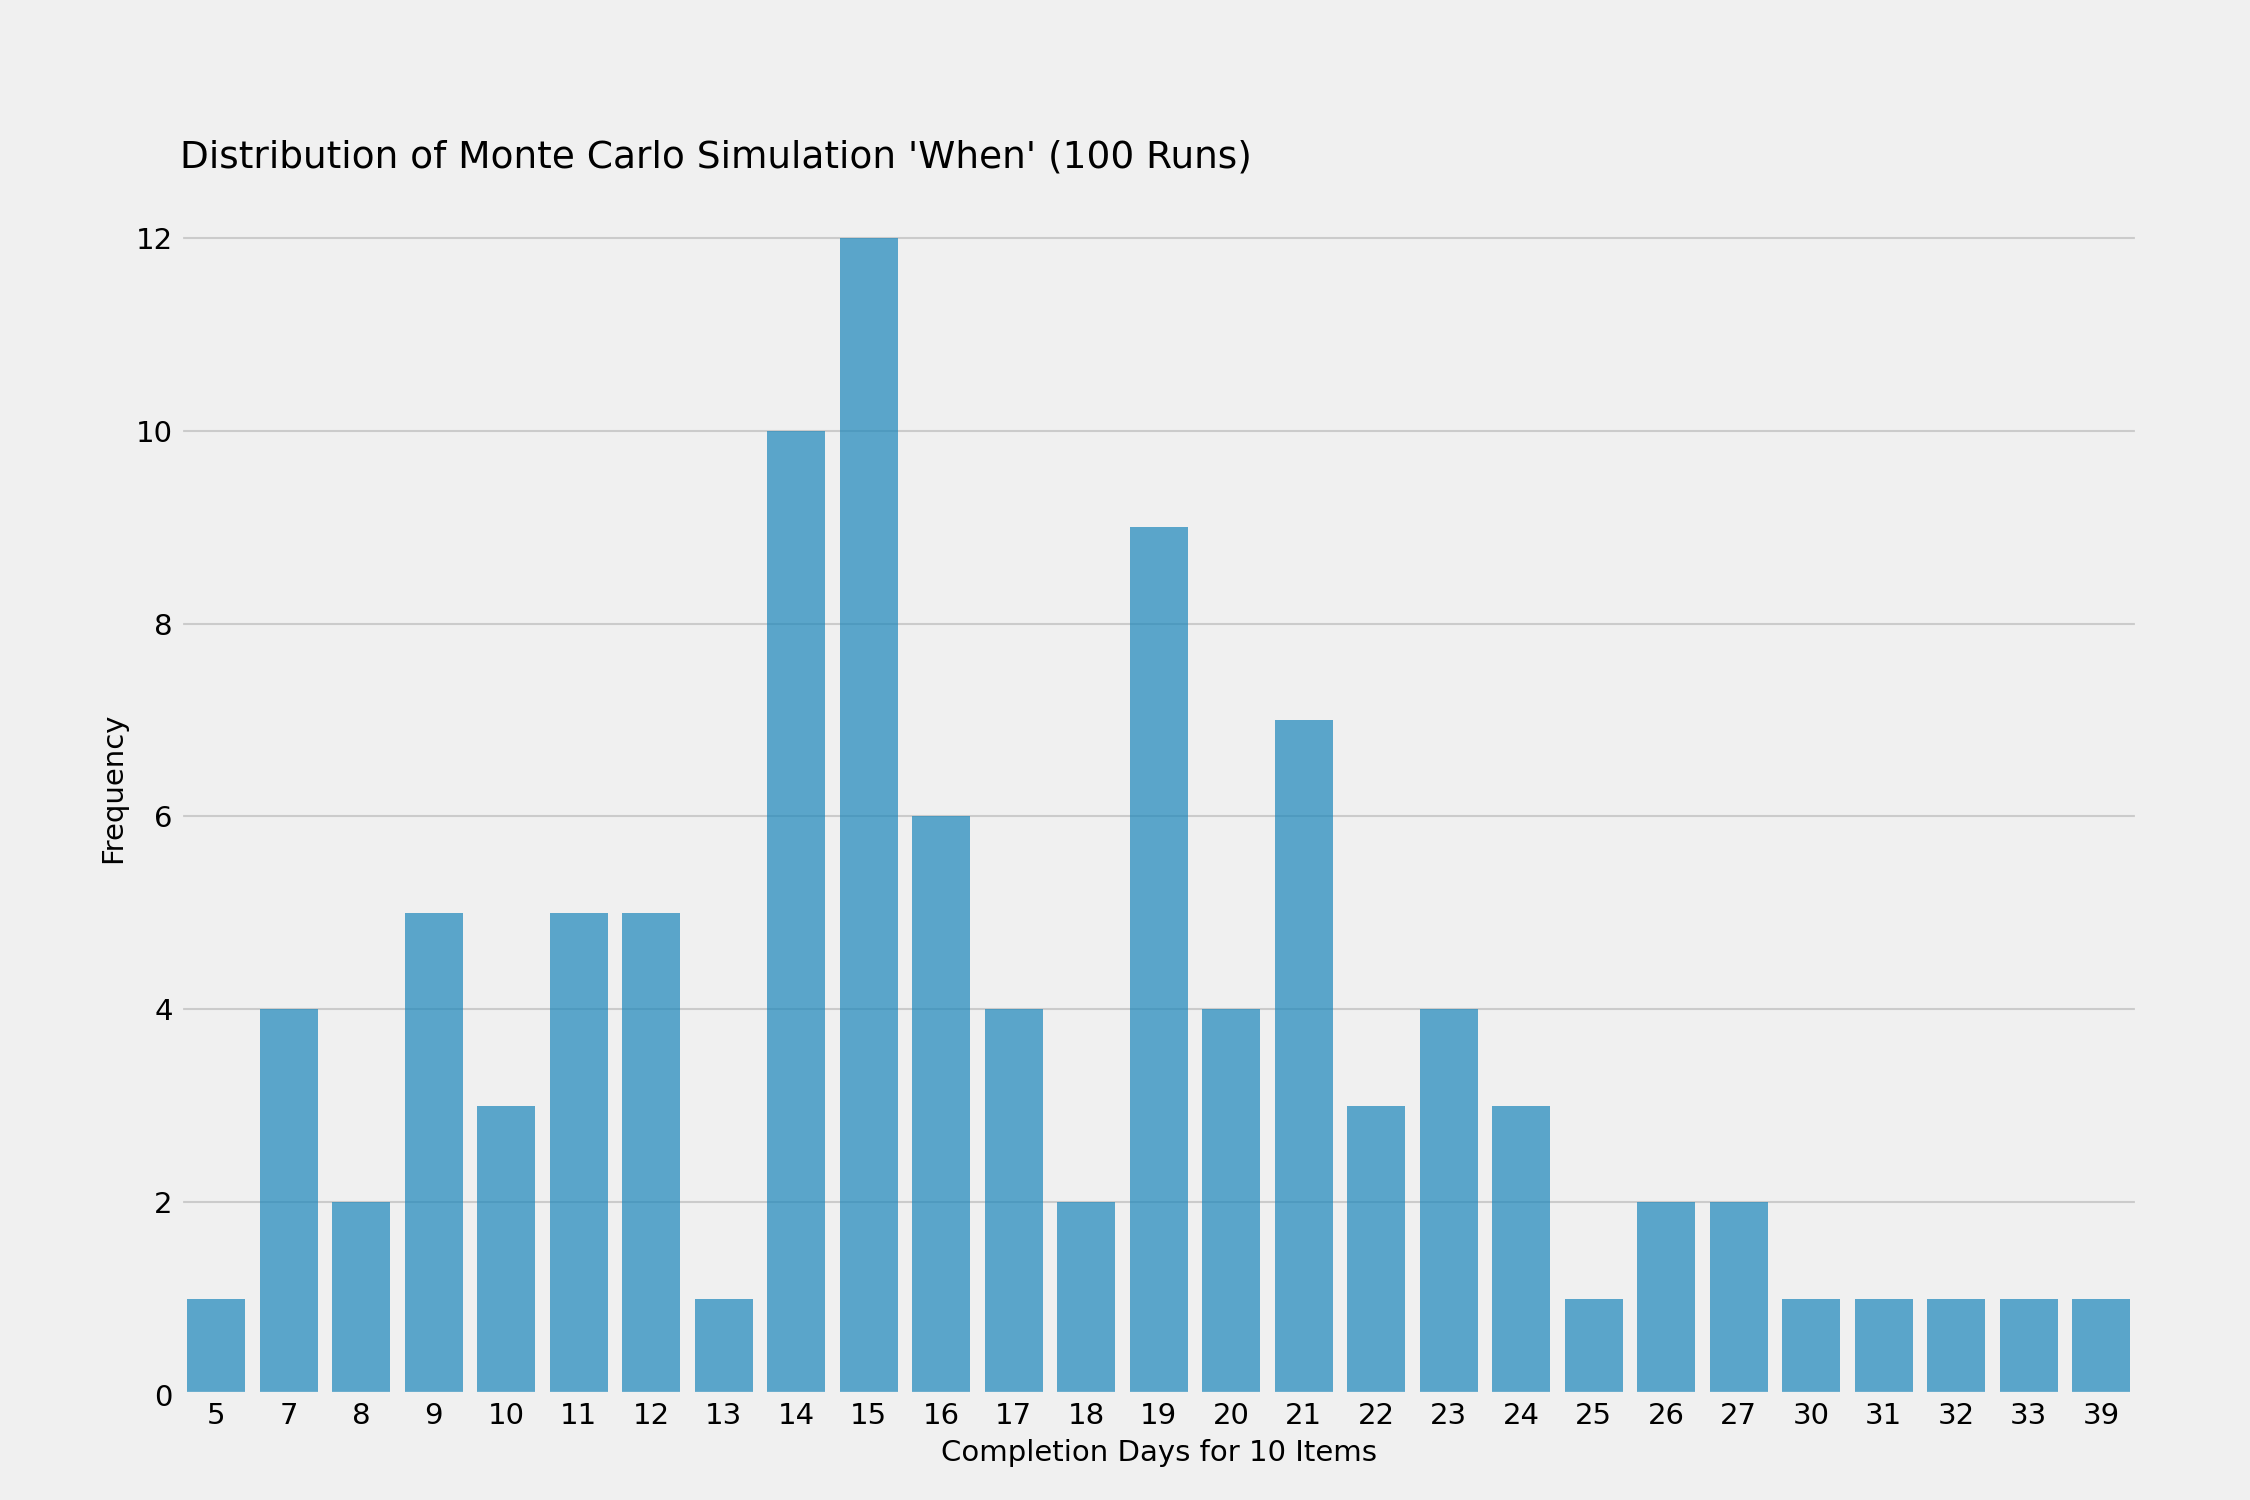 Distribution of Monte Carlo Simulation 'When' (100 Runs)
12
10
8
6
4
2
0
Frequency
5 7 8 9 10 11 12 13 14 15 16 17 18 19 20 21 22 23 24 25 26 27 30 31 32 33 39
Completion Days for 10 Items